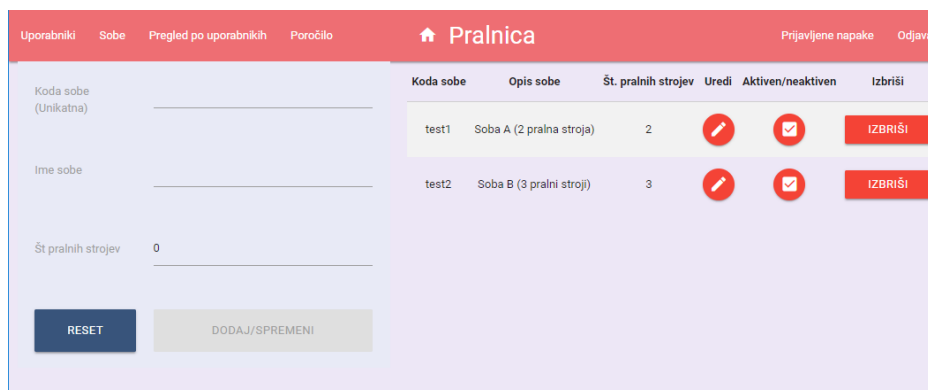 Uporabniki Sobe Pregled po uporabnikih Poročilo Pralnica Prijavljene napake
Koda sobe
(Unikatna)
Ime sobe
Št pralnih strojev 0
RESET DODAJ/SPREMENI
Koda sobe Opis sobe Št. pralnih strojev Uredi Aktiven/neaktiven Izbriši
test1 Soba A (2 pralna stroja) 2 IZBRIŠI
test2 Soba B (3 pralni stroji) 3 IZBRIŠI